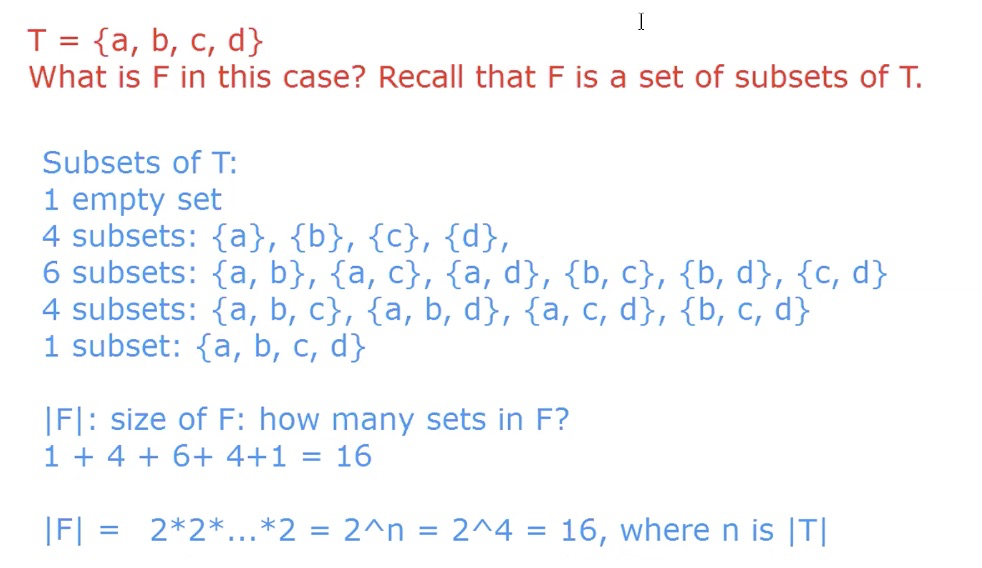 T = {a, b, c, d}
What is F in this case? Recall that F is a set of subsets of T.
Subsets of T:
1 empty set
4 subsets: {a}, {b}, {c}, {d},
6 subsets: {a, b}, {a, c}, {a, d}, {b, c}, {b, d}, {c, d}
4 subsets: {a, b, c}, {a, b, d}, {a, c, d}, {b, c, d}
1 subset: {a, b, c, d}
|F|: size of F: how many sets in F?
1 + 4 + 6+ 4+1 = 16
|F| = 2*2*...*2 = 2^n = 2^4 = 16, where n is |T|